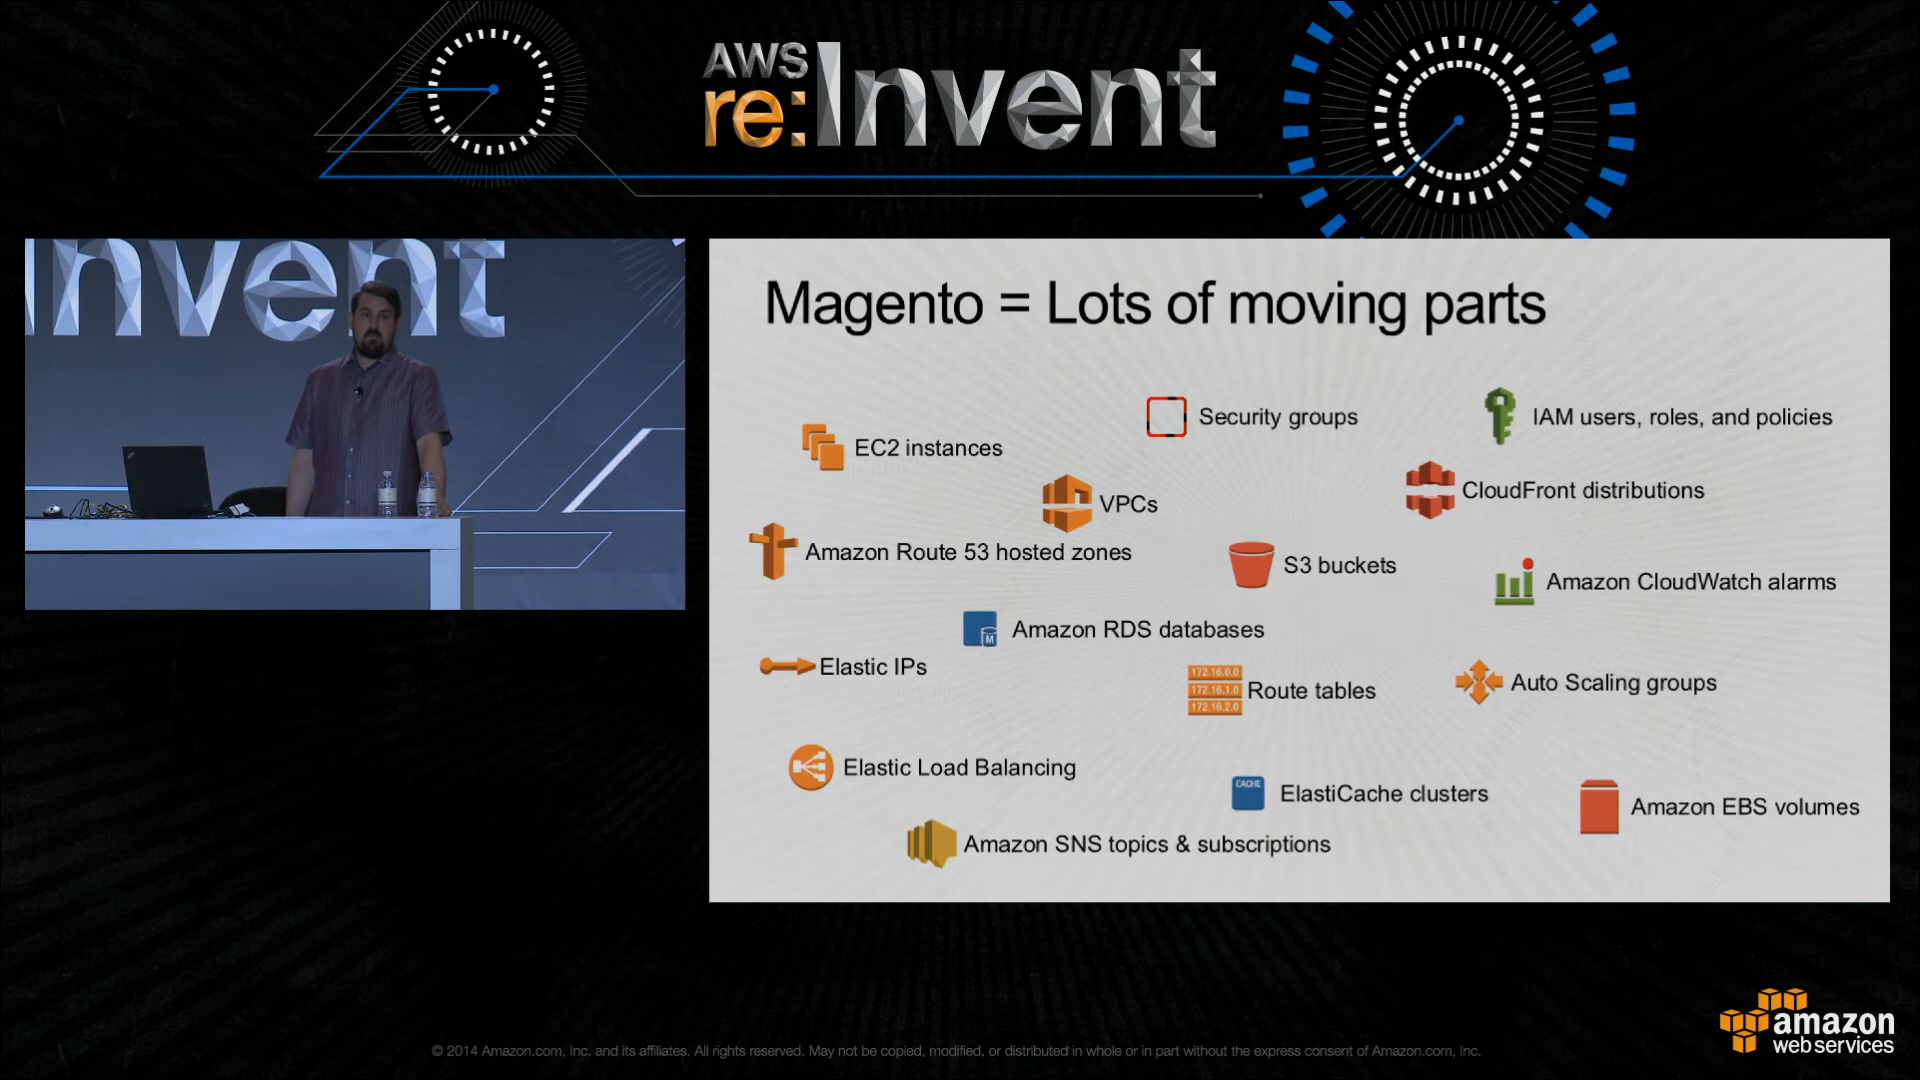 AWS
re:Invent
Invent
Magento = Lots of moving parts
Security groups
IAM users, roles, and policies
EC2 instances
CloudFront distributions
VPCs
Amazon Route 53 hosted zones
S3 buckets
Amazon CloudWatch alarms
Amazon RDS databases
M
Elastic IPs
172.16.0.0
172.16.1.0
172.16.2.0
Route tables
Auto Scaling groups
Elastic Load Balancing
CACHE
ElastiCache clusters
Amazon EBS volumes
Amazon SNS topics & subscriptions
amazon
web services
© 2014 Amazon.com, Inc. and its affiliates. All rights reserved. May not be copied, modified, or distributed in whole or in part without the express consent of Amazon.com, Inc.